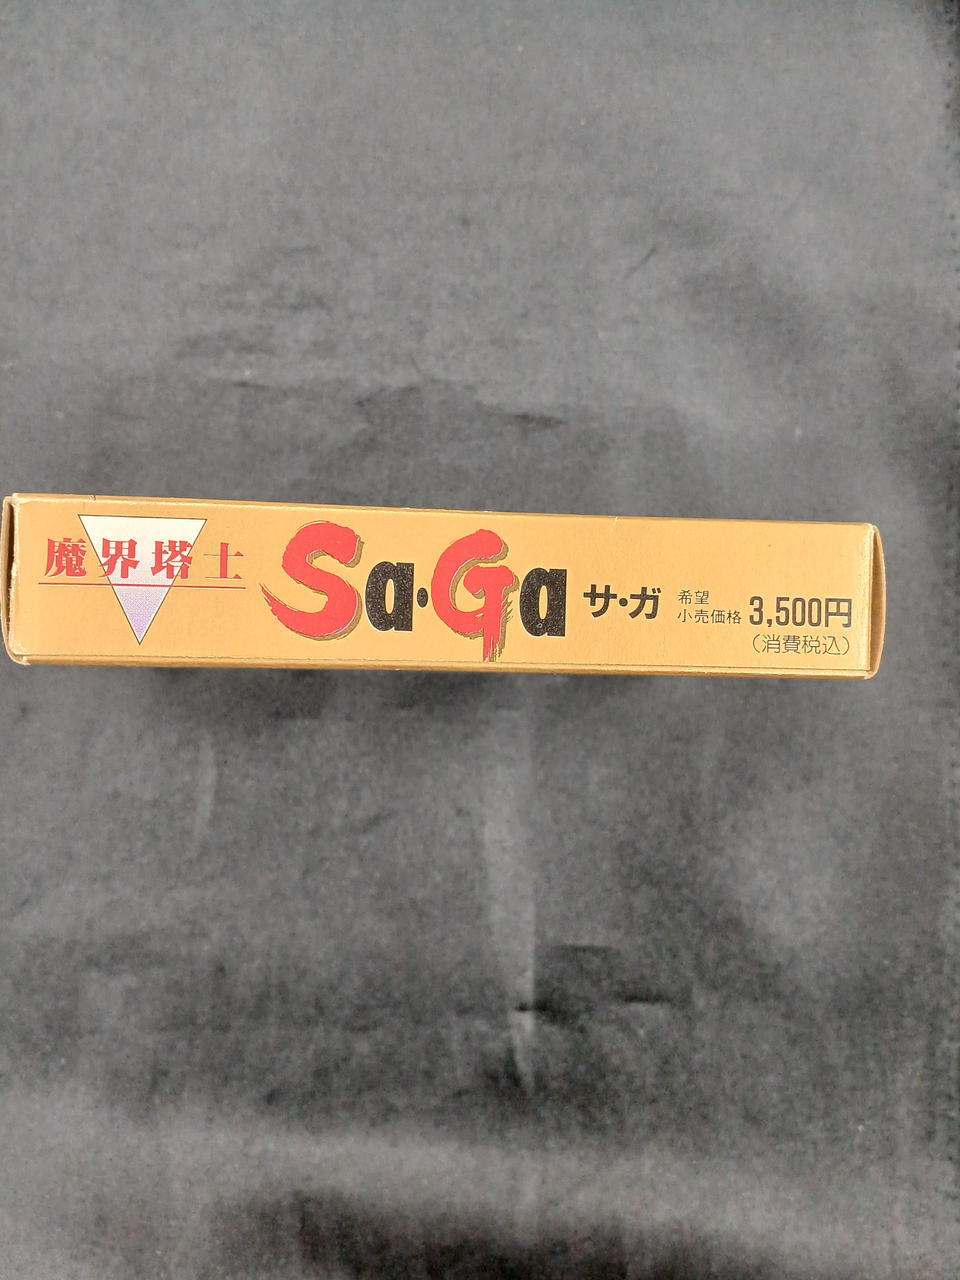 魔界塔士
Sa・Ga
サ・ガ
希望
小売価格
3,500円
(消費税込)